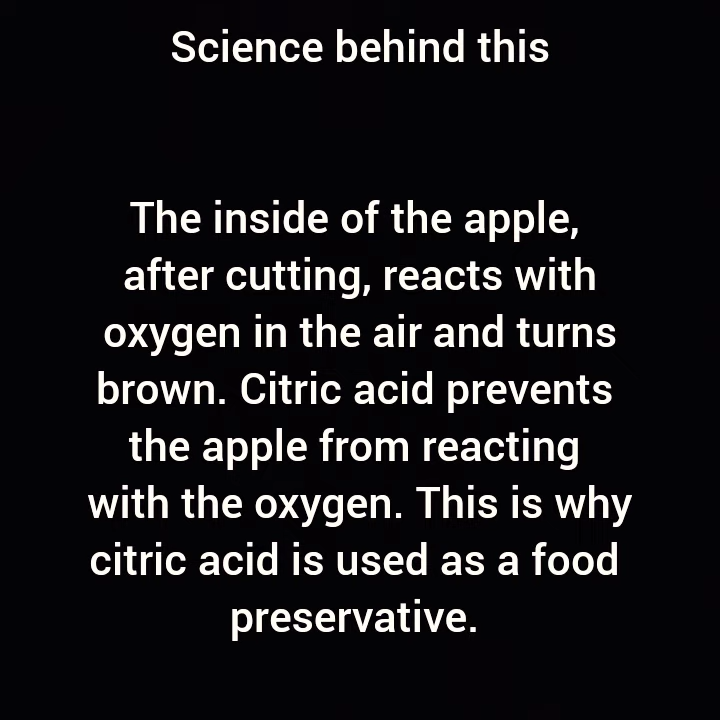 Science behind this
The inside of the apple,
after cutting, reacts with
oxygen in the air and turns
brown. Citric acid prevents
the apple from reacting
with the oxygen. This is why
citric acid is used as a food
preservative.